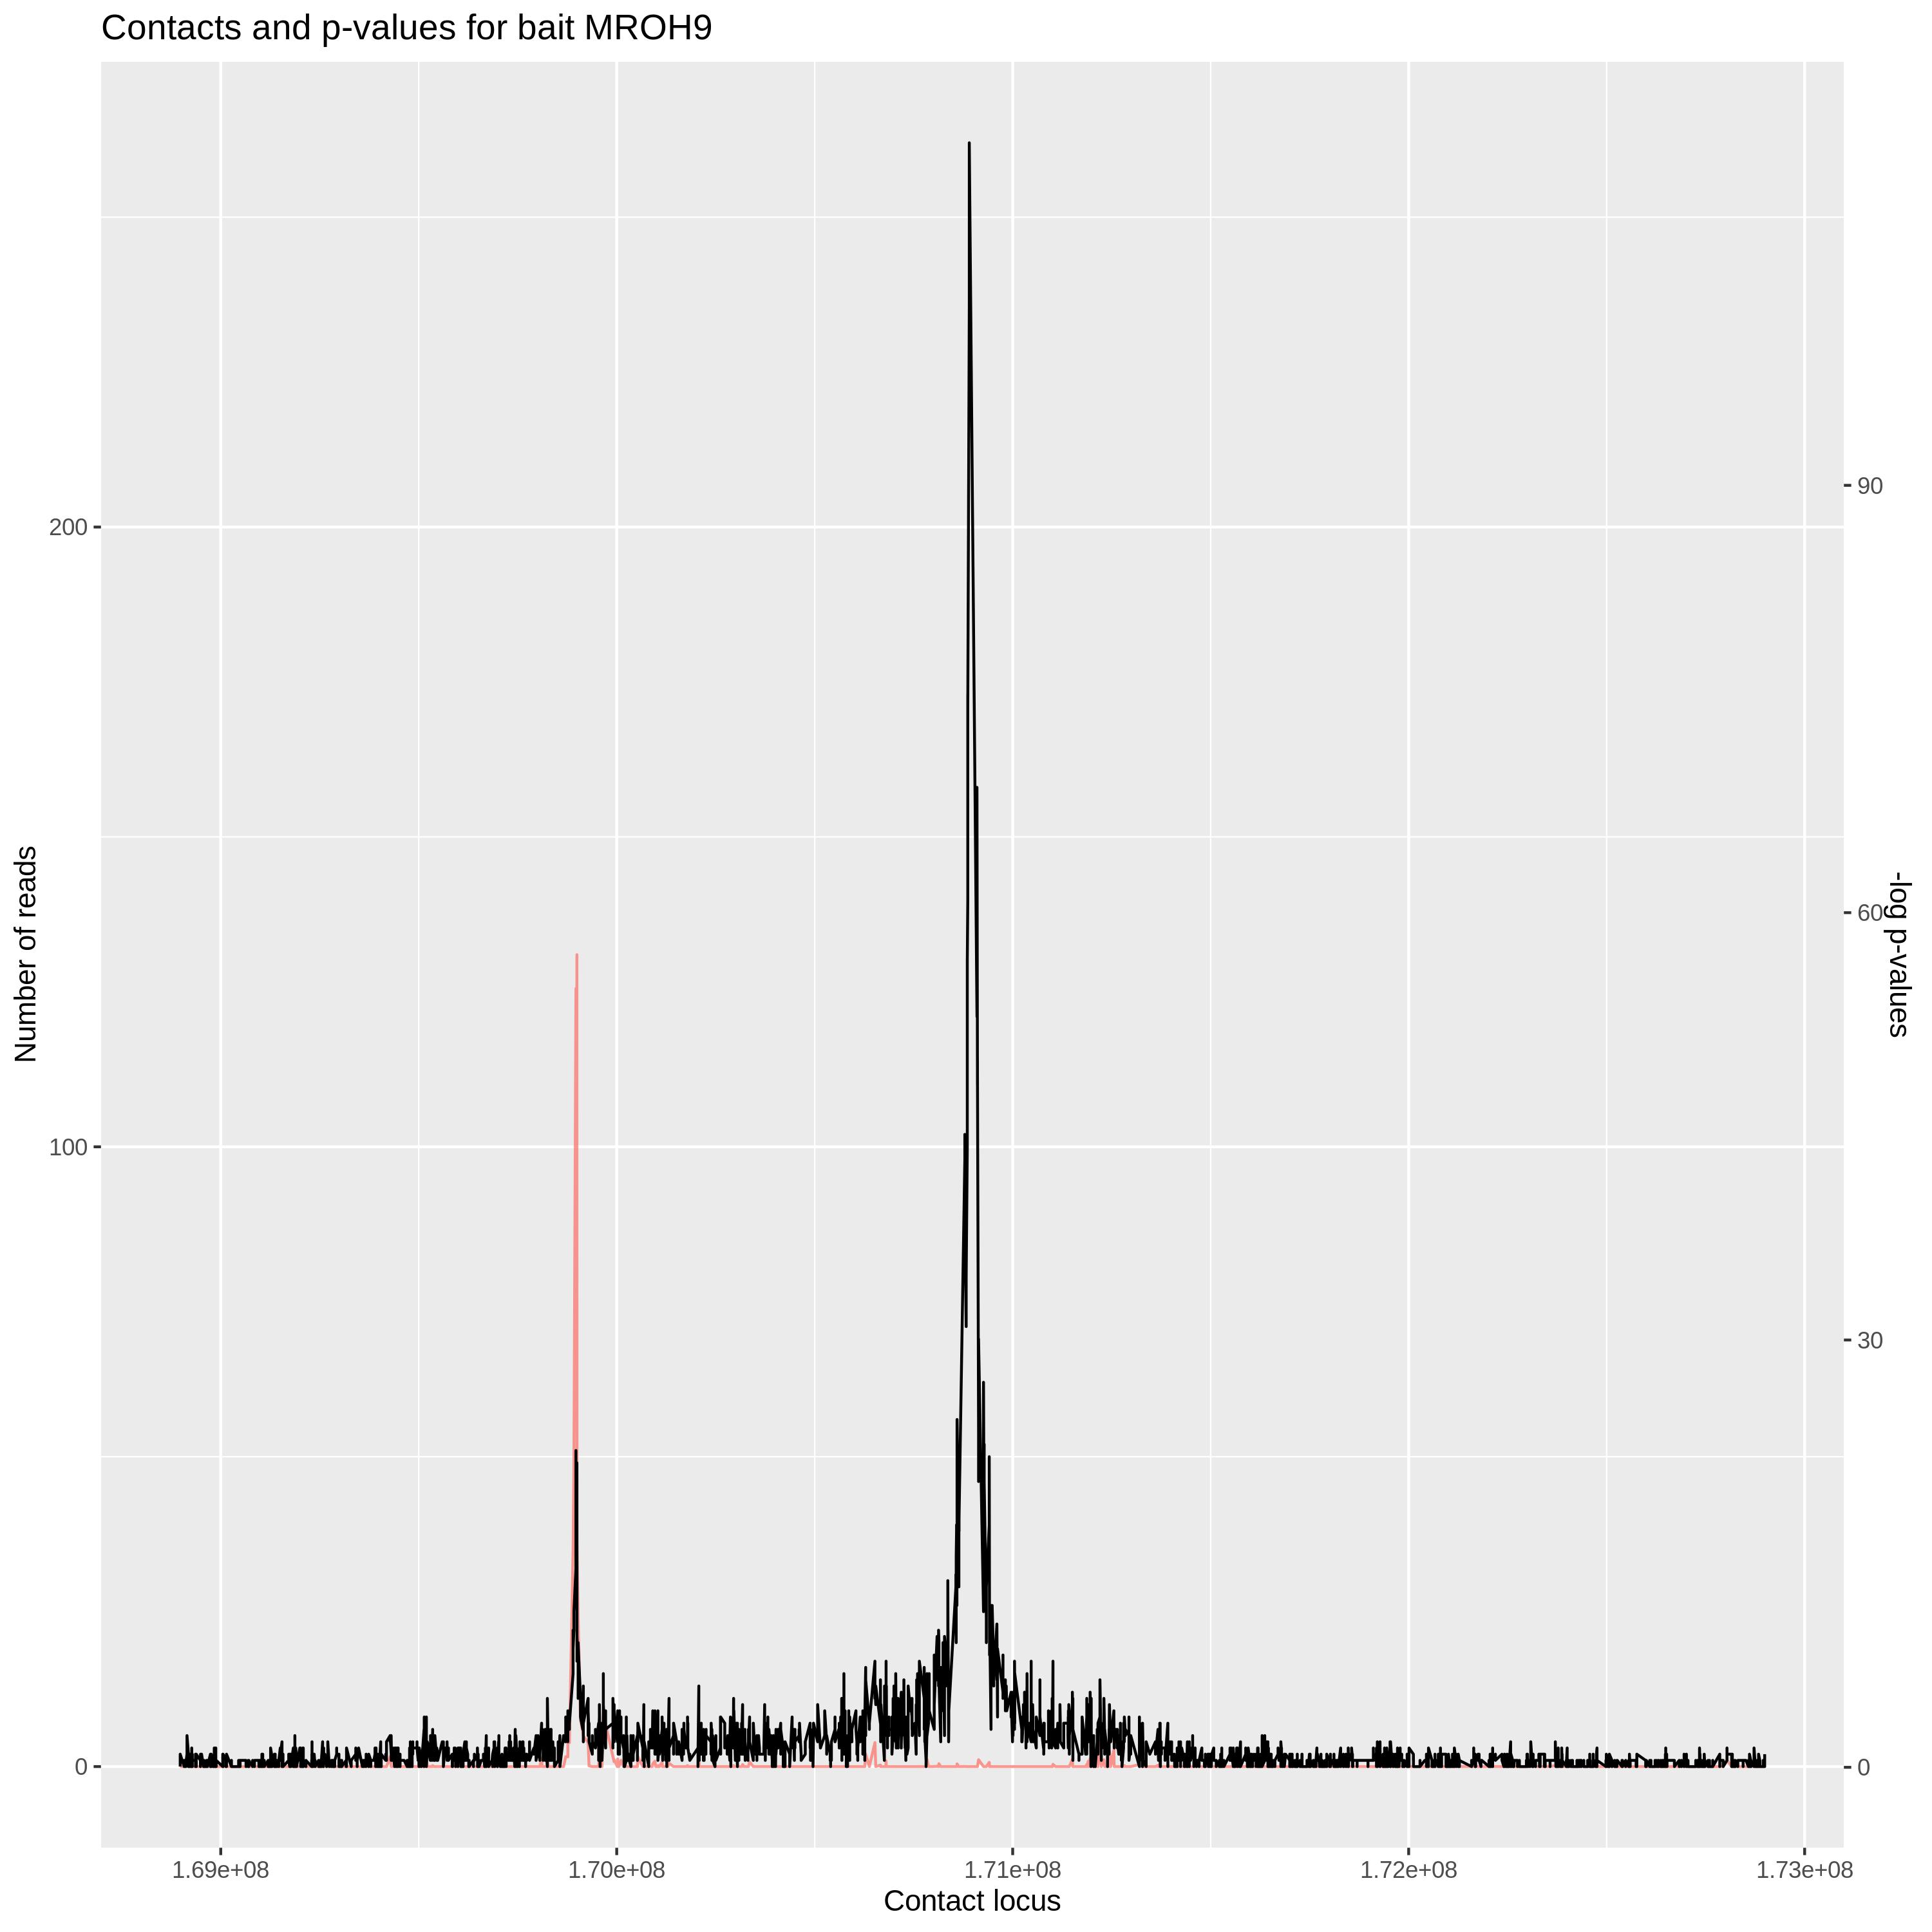 Contacts and p-values for bait MROH9
Number of reads
200
100
0
90
60
30
0
-log p-values
1.69e+08
1.70e+08
1.71e+08
1.72e+08
1.73e+08
Contact locus